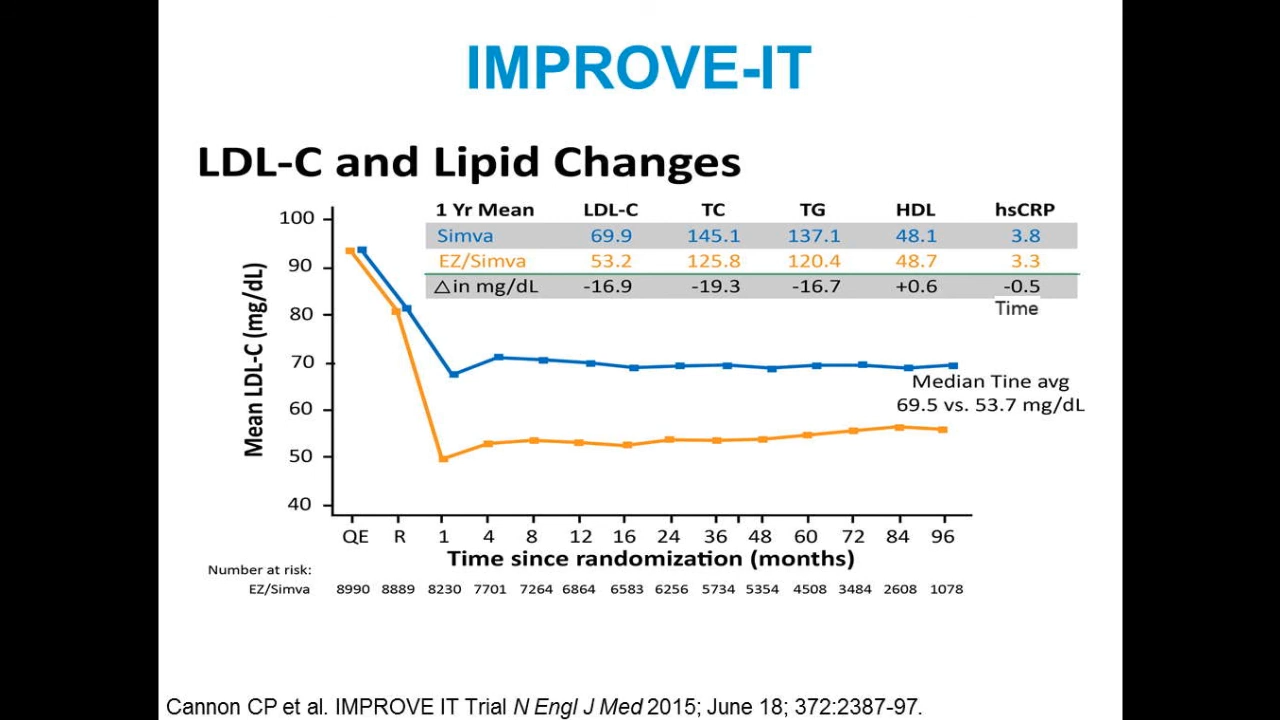 IMPROVE-IT
LDL-C and Lipid Changes
1 Yr Mean LDL-C TC TG HDL hsCRP
Simva 69.9 145.1 137.1 48.1 3.8
EZ/Simva 53.2 125.8 120.4 48.7 3.3
△in mg/dL -16.9 -19.3 -16.7 +0.6 -0.5
Time
Mean LDL-C (mg/dL)
100
90
80
70
60
50
40
Median Tine avg
69.5 vs. 53.7 mg/dL
QE R 1 4 8 12 16 24 36 48 60 72 84 96
Time since randomization (months)
Number at risk:
EZ/Simva 8990 8889 8230 7701 7264 6864 6583 6256 5734 5354 4508 3484 2608 1078
Cannon CP et al. IMPROVE IT Trial N Engl J Med 2015; June 18; 372:2387-97.